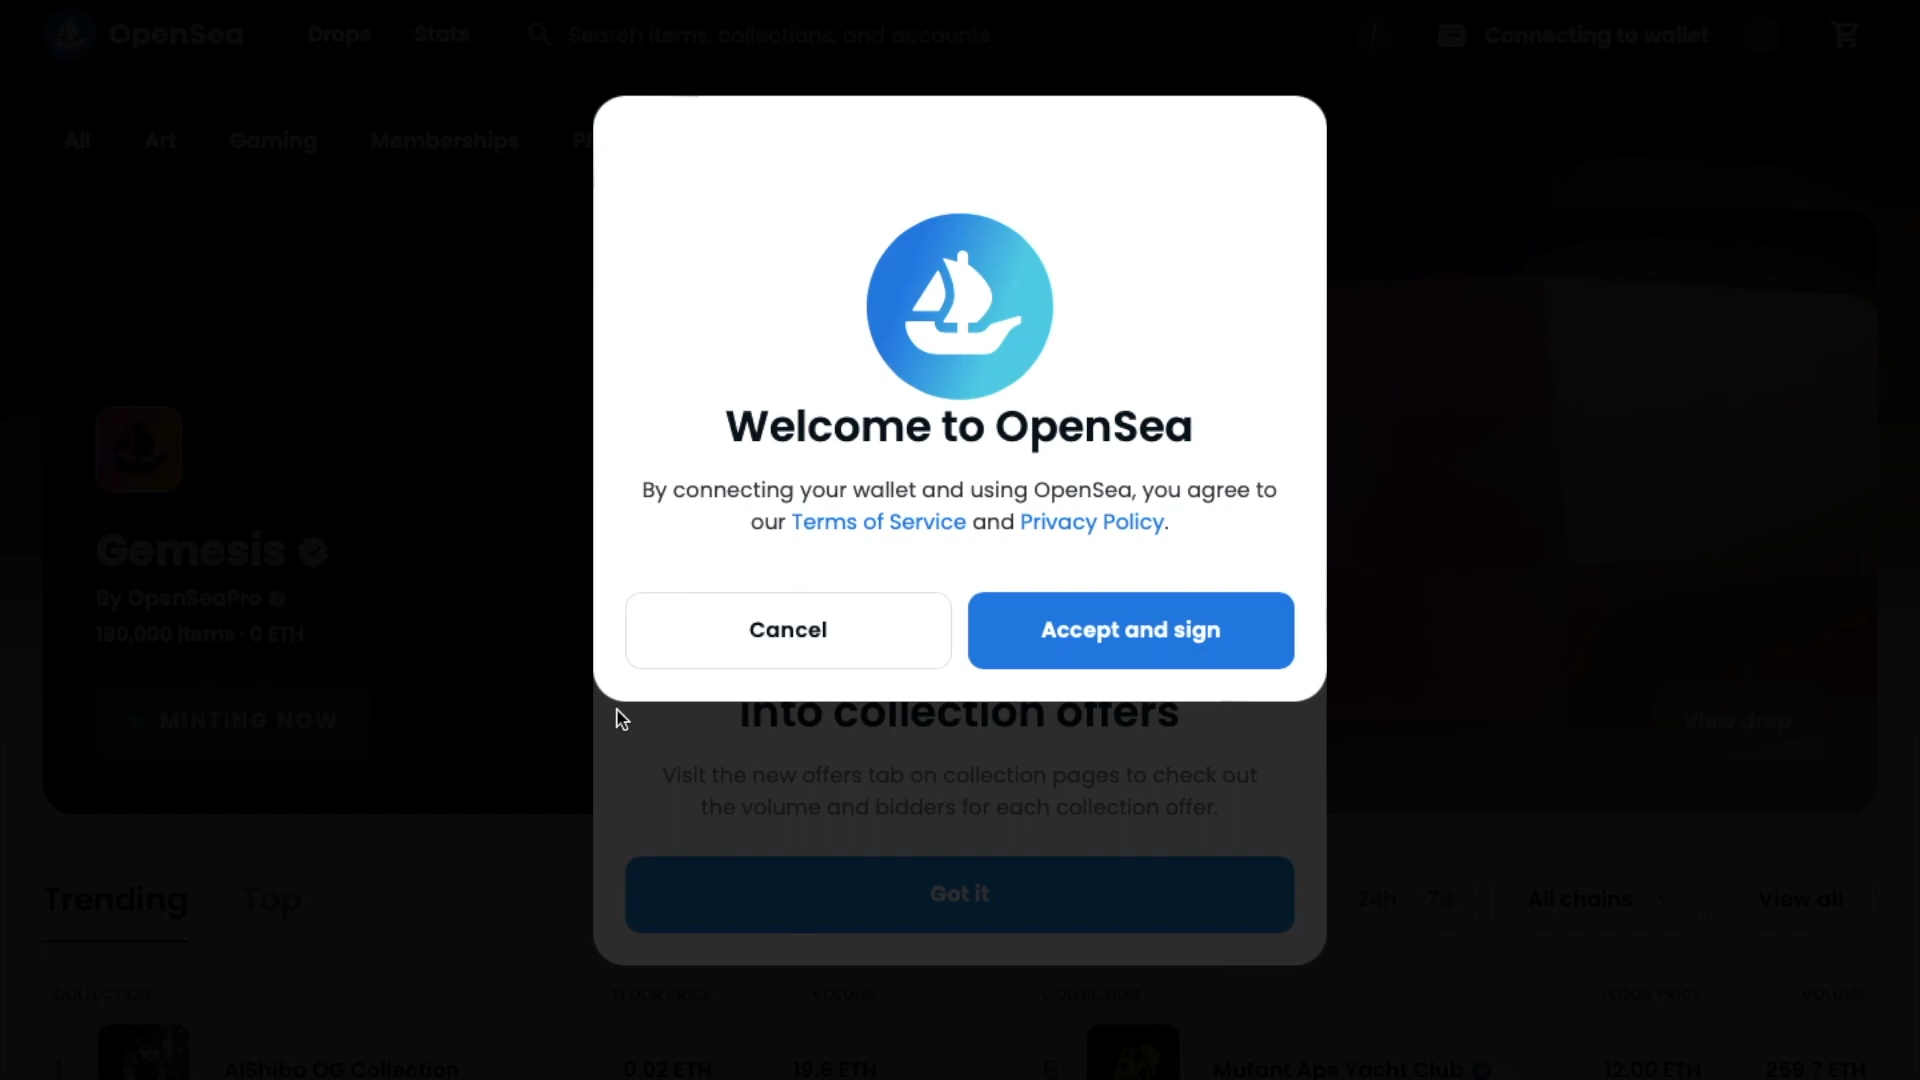 OpenSea
Drops
Stats
Search items, collections, and accounts
/
Connecting to wallet
All
Art
Gaming
Memberships
Welcome to OpenSea
By connecting your wallet and using OpenSea, you agree to
our Terms of Service and Privacy Policy.
Cancel
Accept and sign
Gemesis
By OpenSeaPro
180,000 items · 0 ETH
MINTING NOW
View drop
into collection offers
Visit the new offers tab on collection pages to check out
the volume and bidders for each collection offer.
Got it
Trending
Top
24h
7d
All chains
View all
COLLECTION
FLOOR PRICE
VOLUME
COLLECTION
FLOOR PRICE
VOLUME
1
AIShiba OG Collection
0.02 ETH
19.6 ETH
6
Mutant Ape Yacht Club
12.00 ETH
259.7 ETH